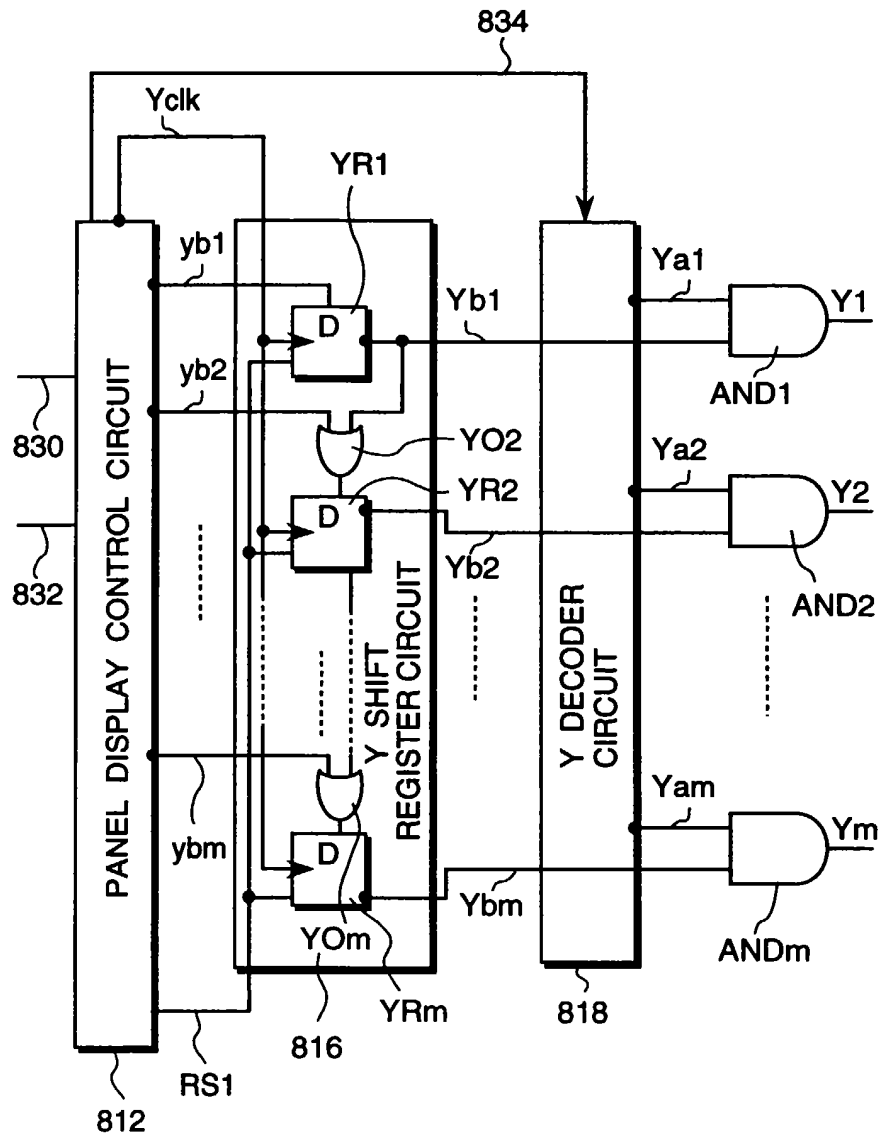 834
Yclk
YR1
yb1
Yb1
Ya1
Y1
D
AND1
830
yb2
YO2
YR2
Ya2
Y2
D
Yb2
AND2
832
PANEL DISPLAY CONTROL CIRCUIT
Y SHIFT
REGISTER CIRCUIT
Y DECODER
CIRCUIT
ybm
Yam
Ym
D
Ybm
ANDm
YOm
YRm
816
818
RS1
812